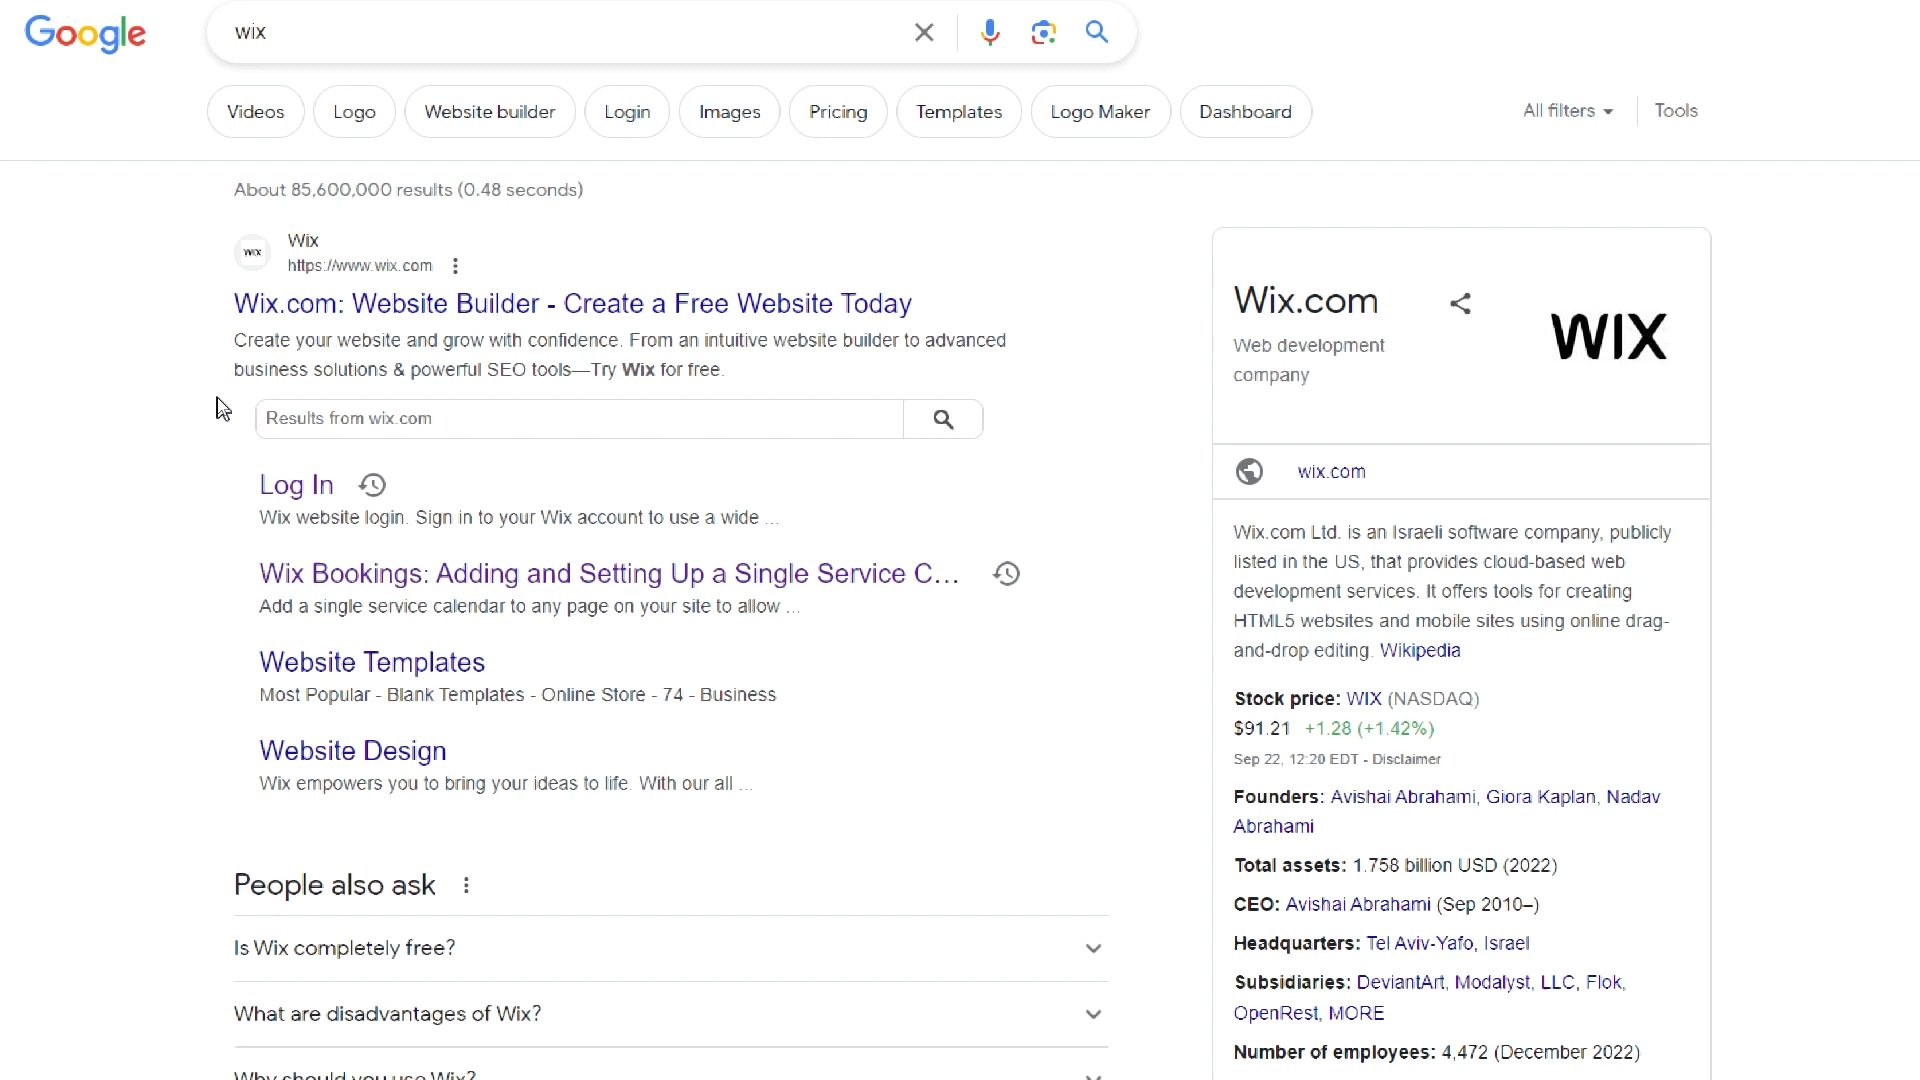 Google
wix
Videos
Logo
Website builder
Login
Images
Pricing
Templates
Logo Maker
Dashboard
All filters
Tools
About 85,600,000 results (0.48 seconds)
WIX
Wix
https://www.wix.com
Wix.com: Website Builder - Create a Free Website Today
Create your website and grow with confidence. From an intuitive website builder to advanced
business solutions & powerful SEO tools—Try Wix for free.
Results from wix.com
Log In
Wix website login. Sign in to your Wix account to use a wide ...
Wix Bookings: Adding and Setting Up a Single Service C...
Add a single service calendar to any page on your site to allow ...
Website Templates
Most Popular - Blank Templates - Online Store - 74 - Business
Website Design
Wix empowers you to bring your ideas to life. With our all ...
People also ask
Is Wix completely free?
What are disadvantages of Wix?
Why should you use Wix?
Wix.com
Web development
company
WIX
wix.com
Wix.com Ltd. is an Israeli software company, publicly
listed in the US, that provides cloud-based web
development services. It offers tools for creating
HTML5 websites and mobile sites using online drag-
and-drop editing. Wikipedia
Stock price: WIX (NASDAQ)
$91.21 +1.28 (+1.42%)
Sep 22, 12:20 EDT - Disclaimer
Founders: Avishai Abrahami, Giora Kaplan, Nadav
Abrahami
Total assets: 1.758 billion USD (2022)
CEO: Avishai Abrahami (Sep 2010–)
Headquarters: Tel Aviv-Yafo, Israel
Subsidiaries: DeviantArt, Modalyst, LLC, Flok,
OpenRest, MORE
Number of employees: 4,472 (December 2022)